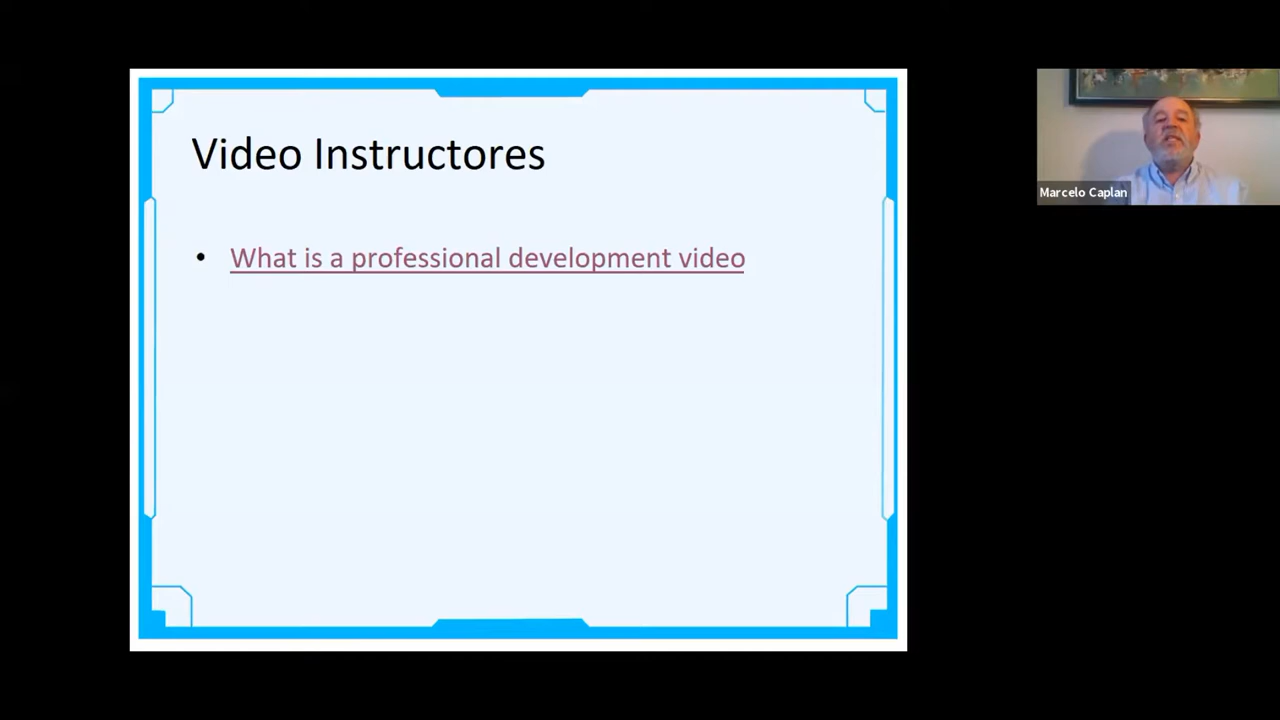 Video Instructores
• What is a professional development video
Marcelo Caplan